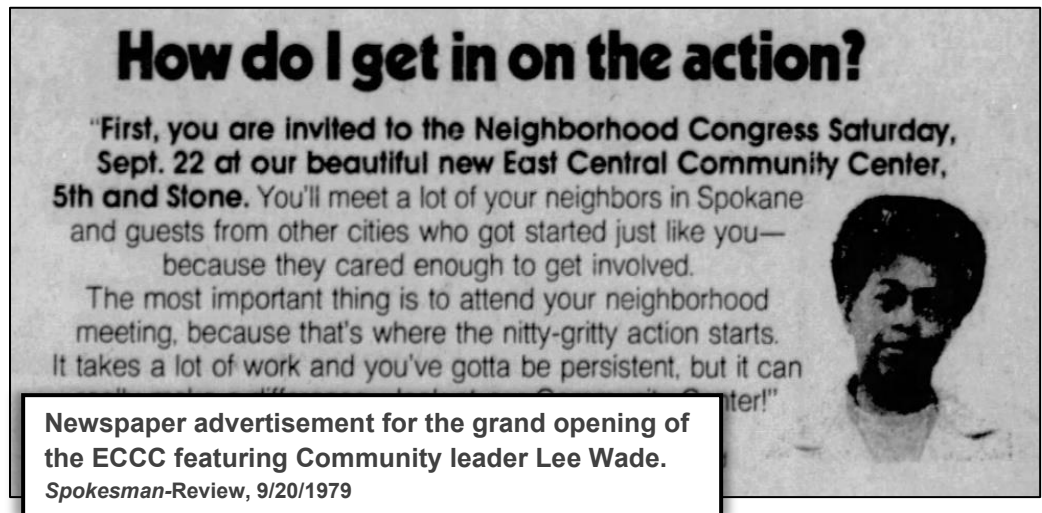 How do I get in on the action?
"First, you are invited to the Neighborhood Congress Saturday,
Sept. 22 at our beautiful new East Central Community Center,
5th and Stone. You'll meet a lot of your neighbors in Spokane
and guests from other cities who got started just like you—
because they cared enough to get involved.
The most important thing is to attend your neighborhood
meeting, because that's where the nitty-gritty action starts.
It takes a lot of work and you've gotta be persistent, but it can
Newspaper advertisement for the grand opening of
the ECCC featuring Community leader Lee Wade.
Spokesman-Review, 9/20/1979